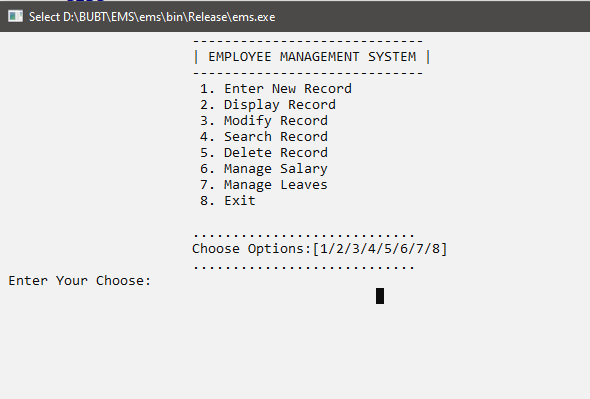 Select D:\BUBT\EMS\ems\bin\Release\ems.exe
-----------------------------
| EMPLOYEE MANAGEMENT SYSTEM |
-----------------------------
1. Enter New Record
2. Display Record
3. Modify Record
4. Search Record
5. Delete Record
6. Manage Salary
7. Manage Leaves
8. Exit
............................
Choose Options:[1/2/3/4/5/6/7/8]
............................
Enter Your Choose: